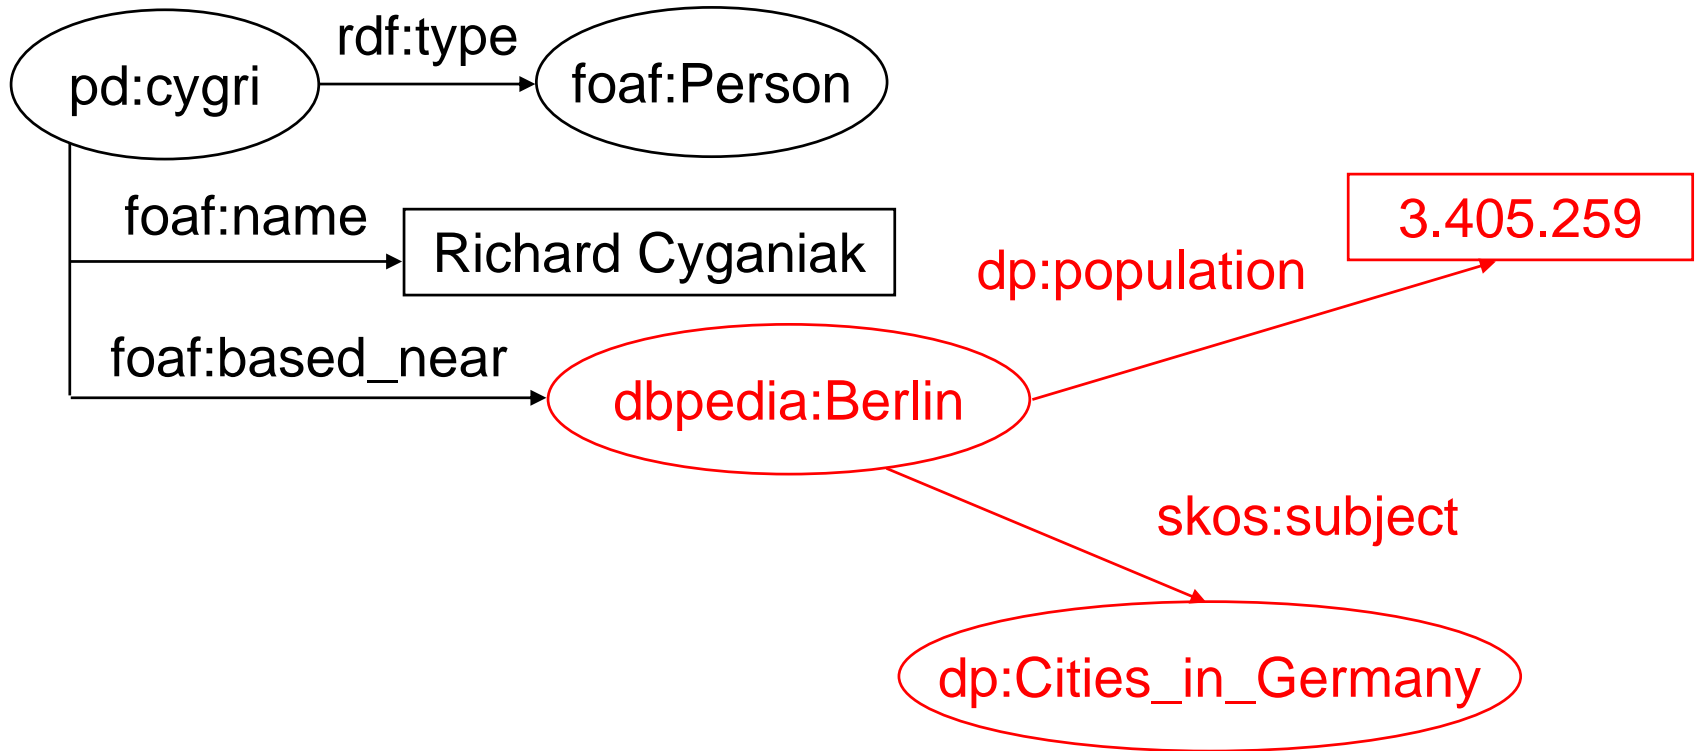 rdf:type
pd:cygri
foaf:Person
foaf:name
Richard Cyganiak
3.405.259
dp:population
foaf:based_near
dbpedia:Berlin
skos:subject
dp:Cities_in_Germany